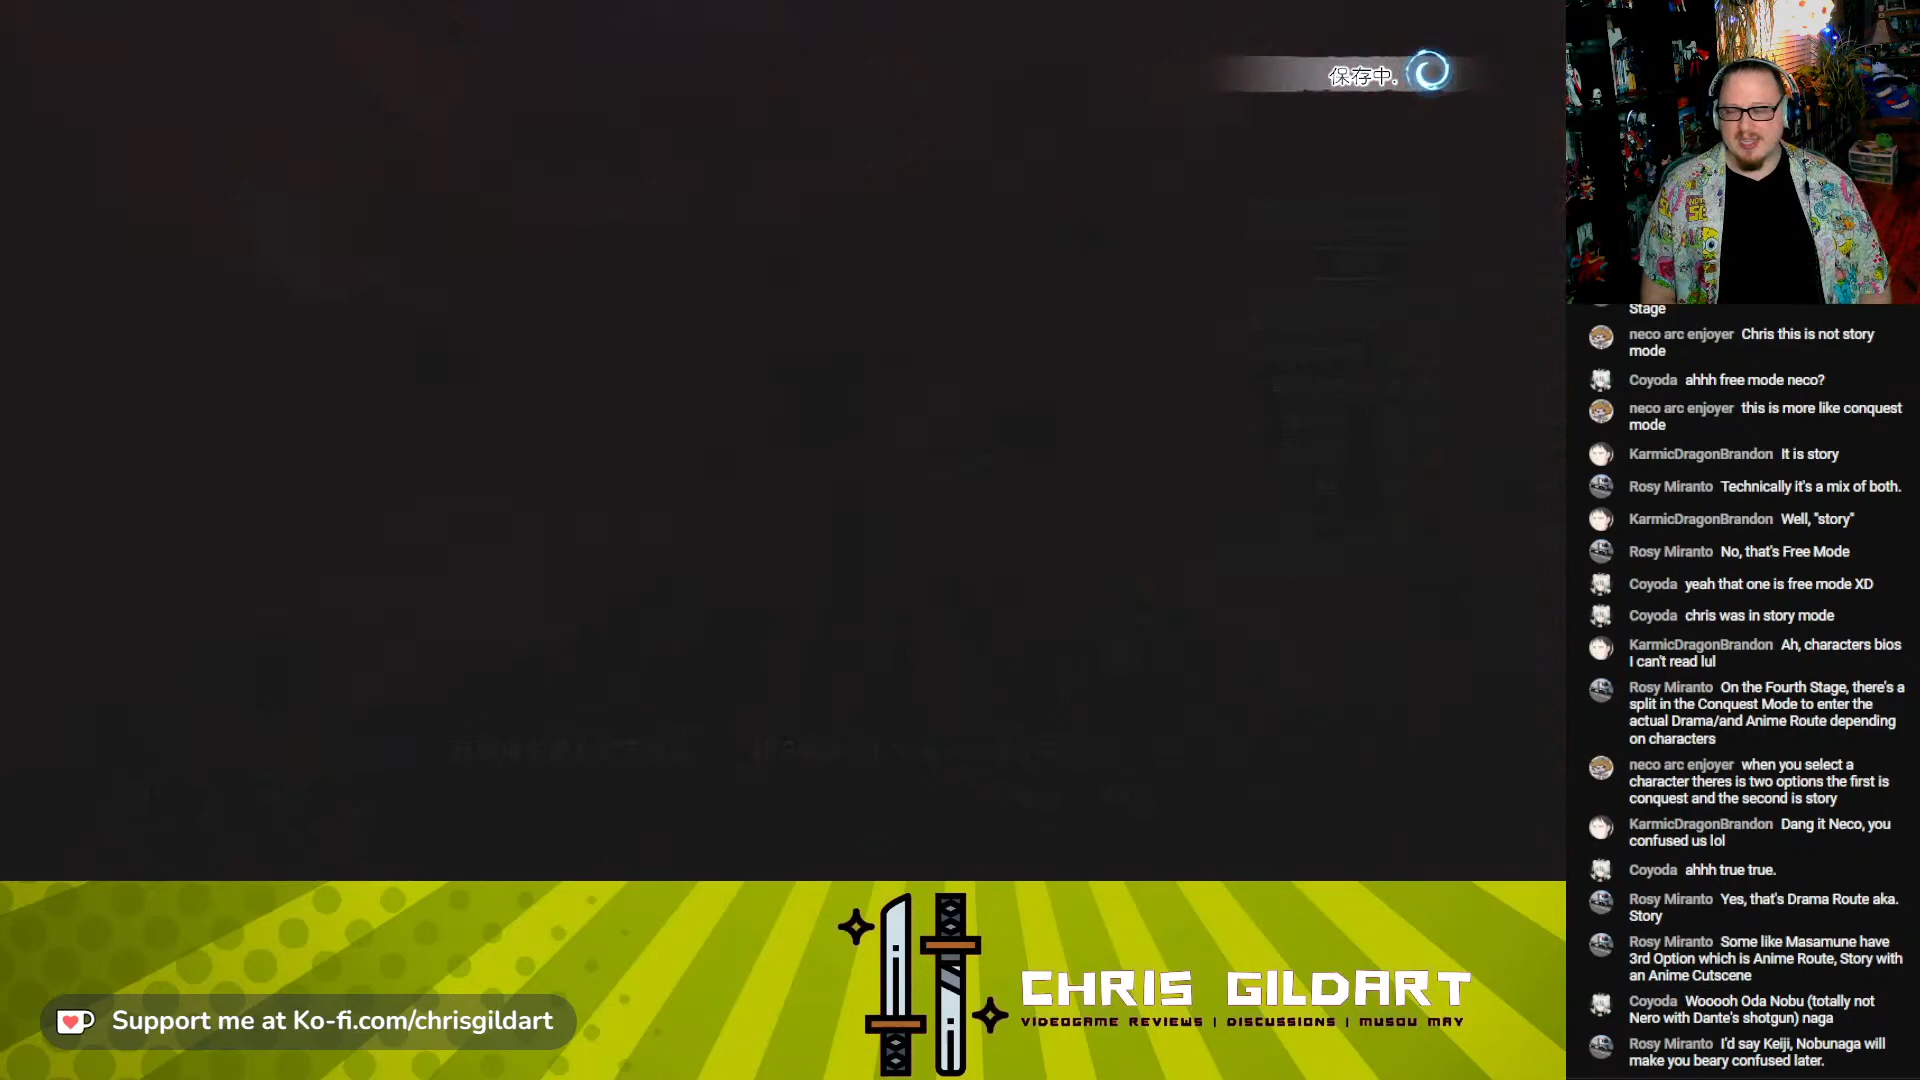 保存中.
Stage
neco arc enjoyer Chris this is not story
mode
Coyoda ahhh free mode neco?
neco arc enjoyer this is more like conquest
mode
KarmicDragonBrandon It is story
Rosy Miranto Technically it's a mix of both.
KarmicDragonBrandon Well, "story"
Rosy Miranto No, that's Free Mode
Coyoda yeah that one is free mode XD
Coyoda chris was in story mode
KarmicDragonBrandon Ah, characters bios
I can't read lul
Rosy Miranto On the Fourth Stage, there's a
split in the Conquest Mode to enter the
actual Drama/and Anime Route depending
on characters
neco arc enjoyer when you select a
character theres is two options the first is
conquest and the second is story
KarmicDragonBrandon Dang it Neco, you
confused us lol
Coyoda ahhh true true.
Rosy Miranto Yes, that's Drama Route aka.
Story
Rosy Miranto Some like Masamune have
3rd Option which is Anime Route, Story with
an Anime Cutscene
Coyoda Wooooh Oda Nobu (totally not
Nero with Dante's shotgun) naga
Rosy Miranto I'd say Keiji, Nobunaga will
make you beary confused later.
CHRIS GILDART
VIDEOGAME REVIEWS | DISCUSSIONS | MUSOU MAY
Support me at Ko-fi.com/chrisgildart